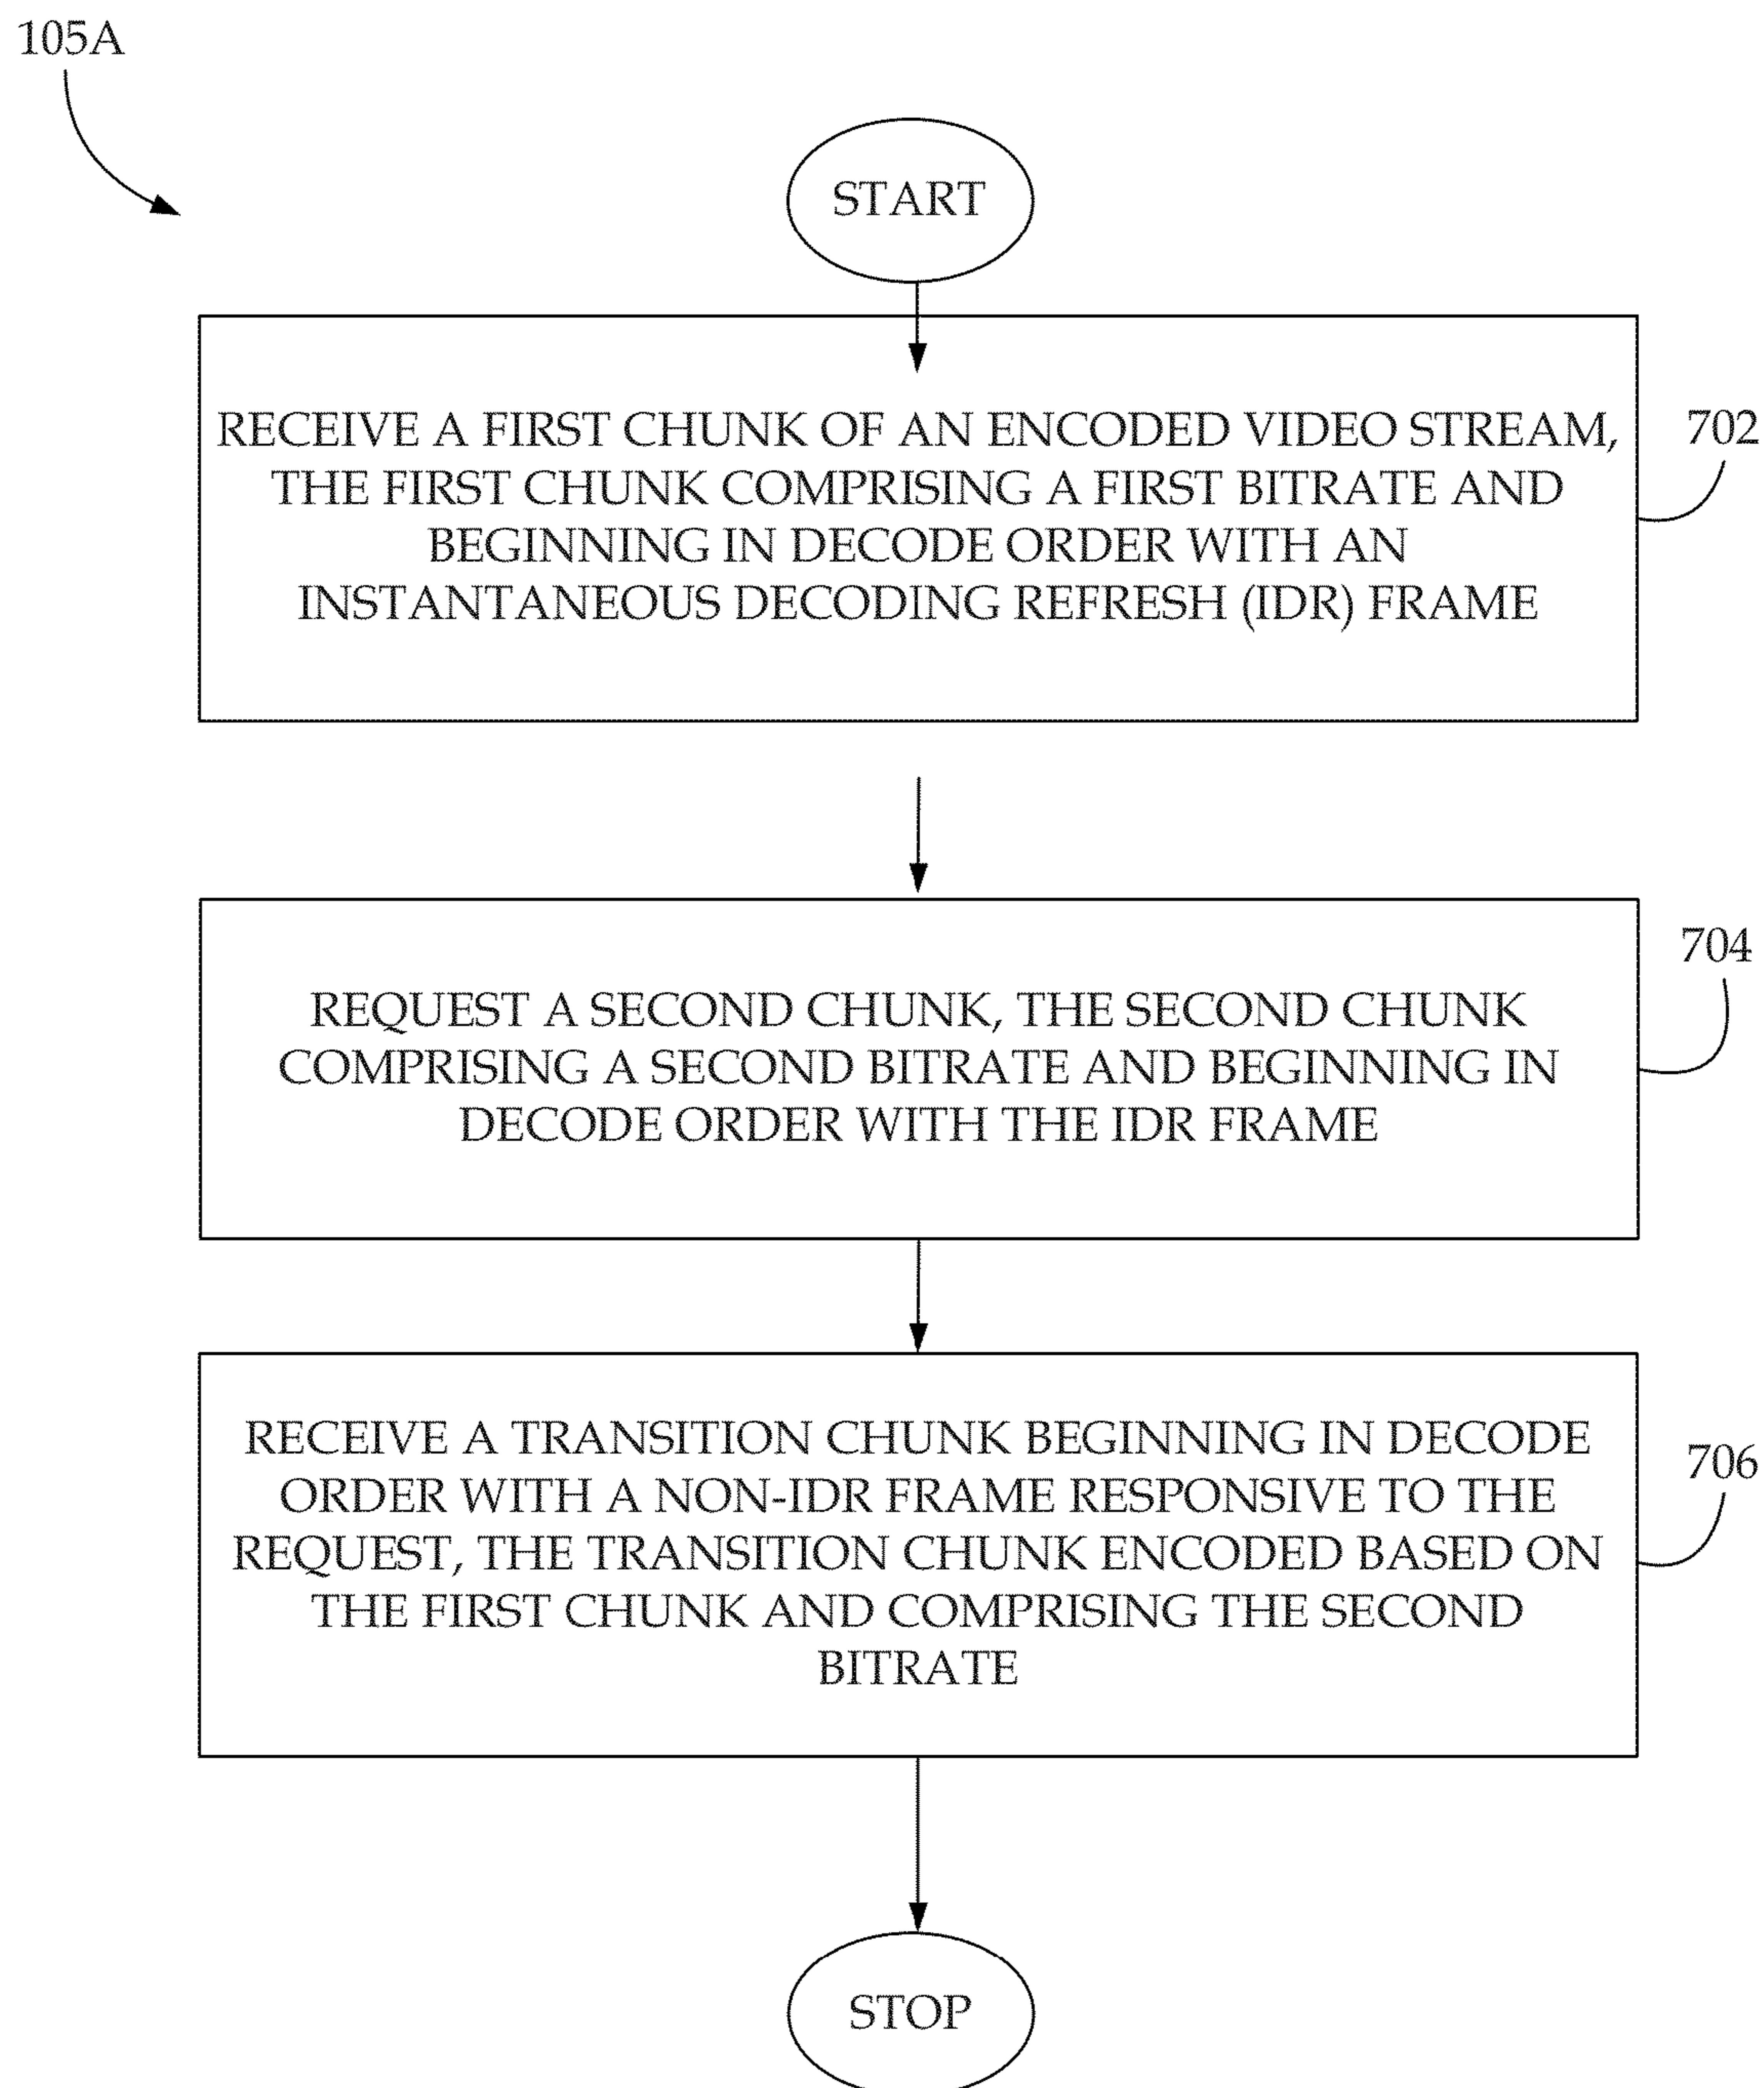 105A
START
RECEIVE A FIRST CHUNK OF AN ENCODED VIDEO STREAM,
THE FIRST CHUNK COMPRISING A FIRST BITRATE AND
BEGINNING IN DECODE ORDER WITH AN
INSTANTANEOUS DECODING REFRESH (IDR) FRAME
702
REQUEST A SECOND CHUNK, THE SECOND CHUNK
COMPRISING A SECOND BITRATE AND BEGINNING IN
DECODE ORDER WITH THE IDR FRAME
704
RECEIVE A TRANSITION CHUNK BEGINNING IN DECODE
ORDER WITH A NON-IDR FRAME RESPONSIVE TO THE
REQUEST, THE TRANSITION CHUNK ENCODED BASED ON
THE FIRST CHUNK AND COMPRISING THE SECOND
BITRATE
706
STOP